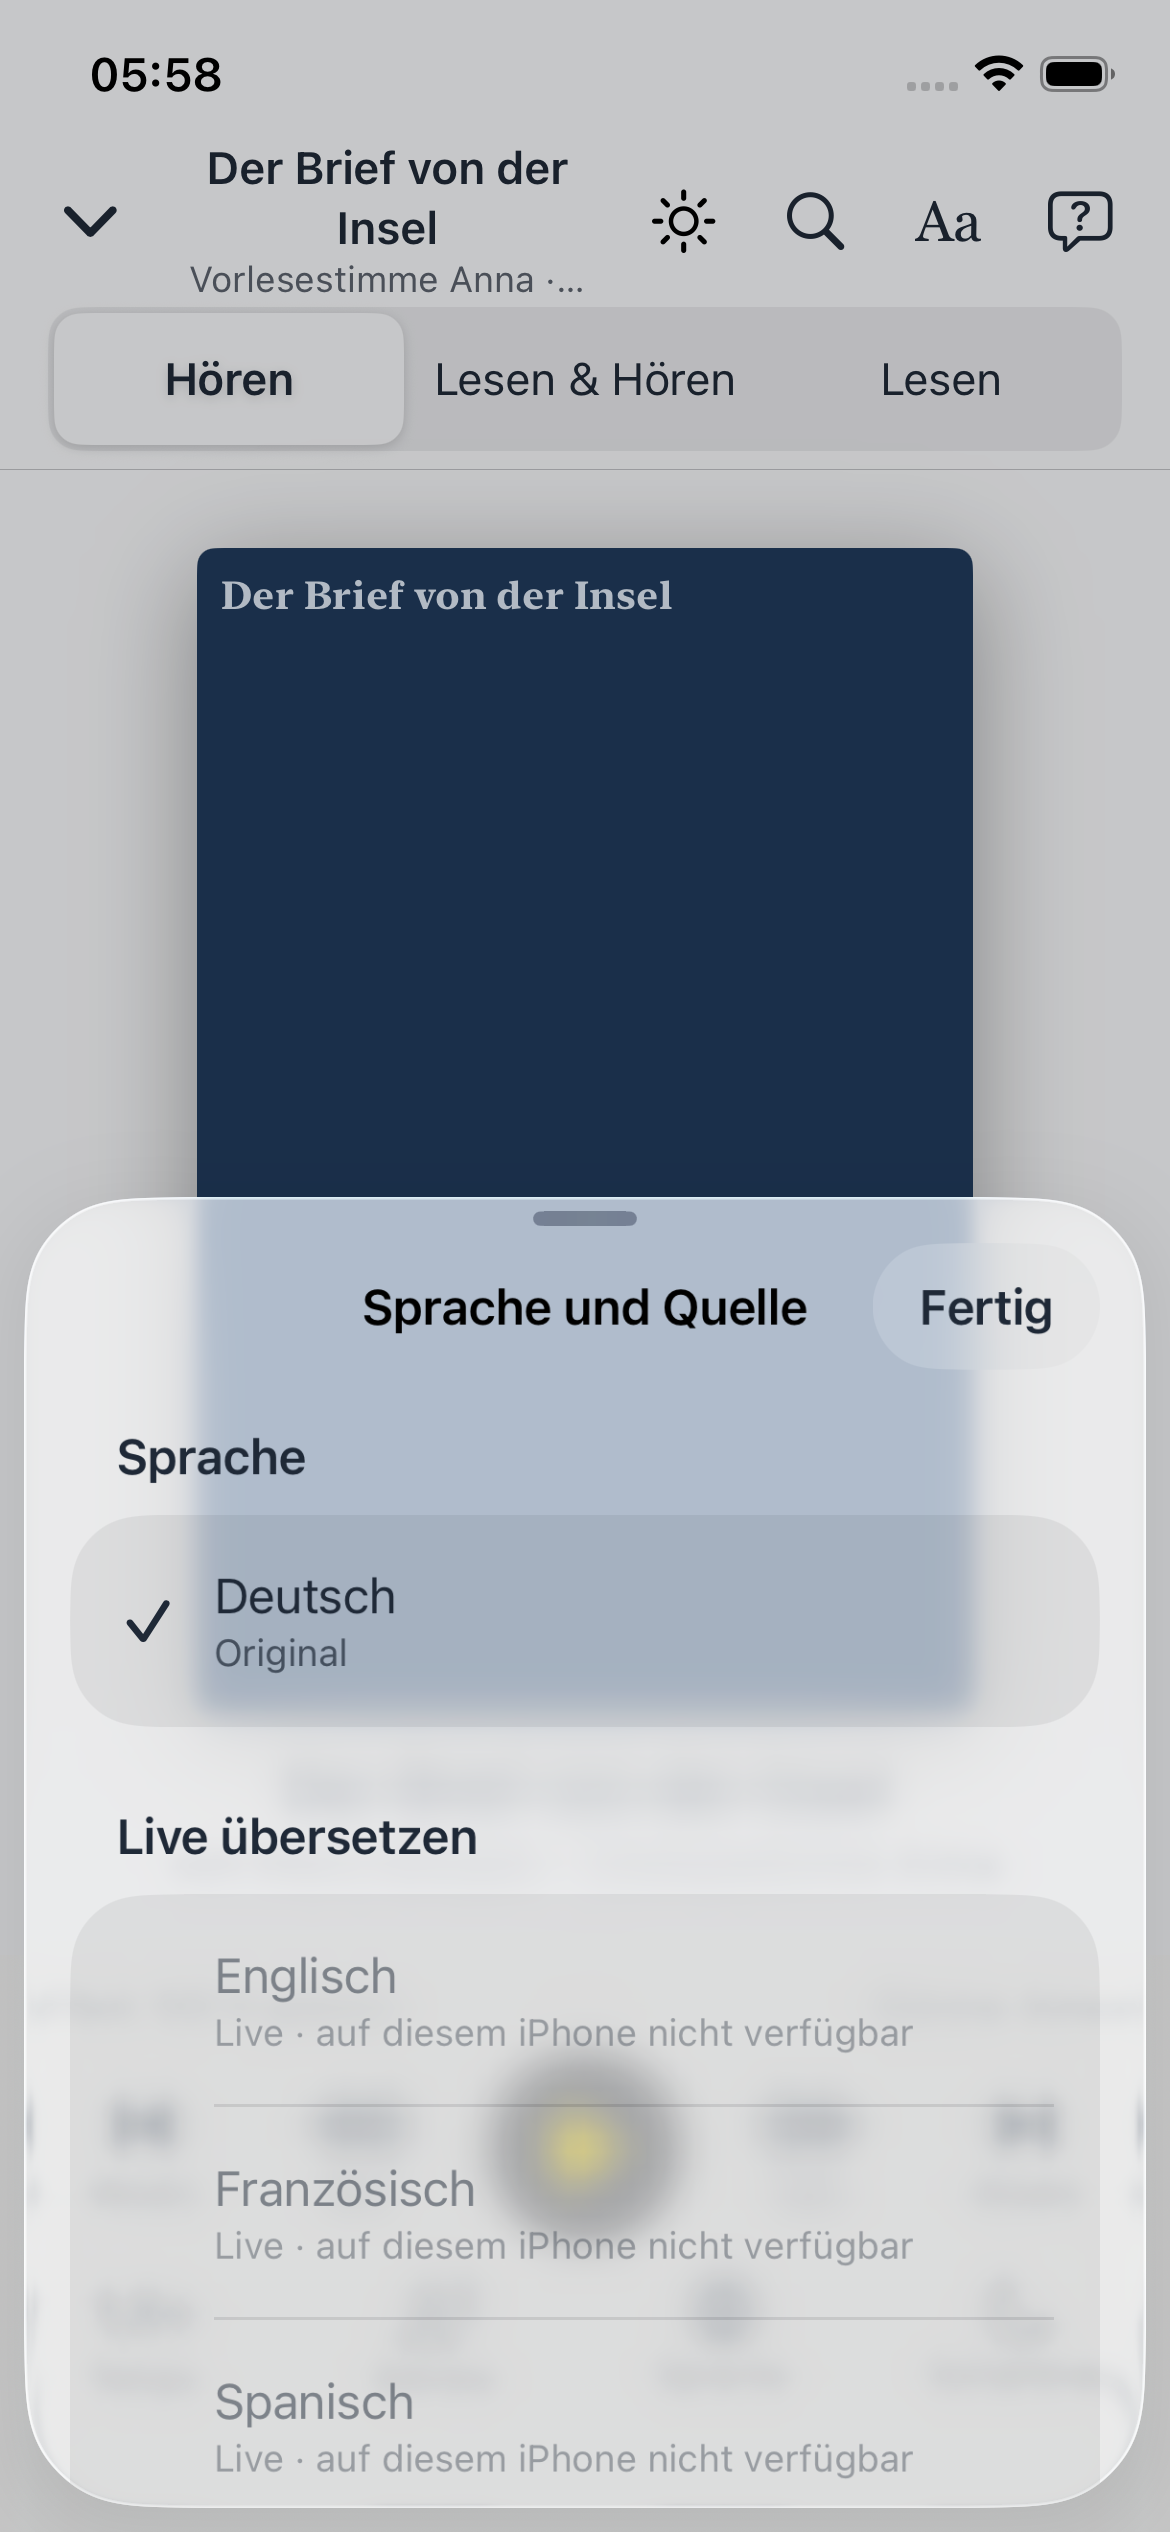 05:58
Der Brief von der
Insel
Vorlesestimme Anna ·...
Aa
?
Hören
Lesen & Hören
Lesen
Der Brief von der Insel
Sprache und Quelle
Fertig
Sprache
Deutsch
Original
Live übersetzen
Englisch
Live · auf diesem iPhone nicht verfügbar
Französisch
Live · auf diesem iPhone nicht verfügbar
Spanisch
Live · auf diesem iPhone nicht verfügbar